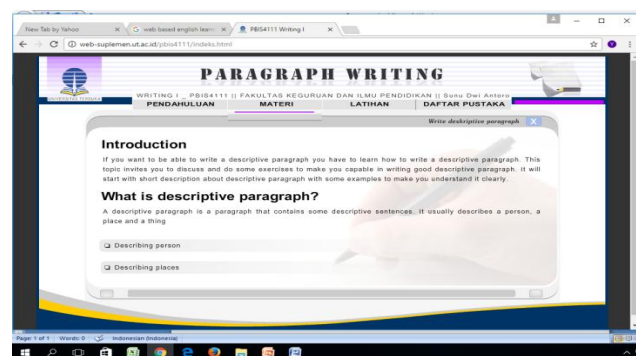 New Tab by Yahoo
web based english learn
PBIS4111 Writing I
web-suplemen.ut.ac.id/pbis4111/indeks.html
PARAGRAPH WRITING
UNIVERSITAS TERBUKA
WRITING I _ PBIS4111 || FAKULTAS KEGURUAN DAN ILMU PENDIDIKAN || Sunu Dwi Antoro
PENDAHULUAN MATERI LATIHAN DAFTAR PUSTAKA
Write deskriptive paragraph X
Introduction
If you want to be able to write a descriptive paragraph you have to learn how to write a descriptive paragraph. This
topic invites you to discuss and do some exercises to make you capable in writing good descriptive paragraph. It will
start with short description about descriptive paragraph with some examples to make you understand it clearly.
What is descriptive paragraph?
A descriptive paragraph is a paragraph that contains some descriptive sentences. It usually describes a person, a
place and a thing
Describing person
Describing places
Page: 1 of 1 Words: 0 Indonesian (Indonesia)